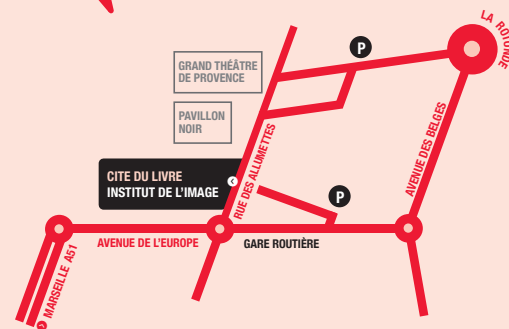 LA ROTONDE
P
GRAND THÉÂTRE
DE PROVENCE
PAVILLON
NOIR
AVENUE DES BELGES
RUE DES ALLUMETTES
CITE DU LIVRE
INSTITUT DE L'IMAGE
P
AVENUE DE L'EUROPE
GARE ROUTIÈRE
MARSEILLE A51